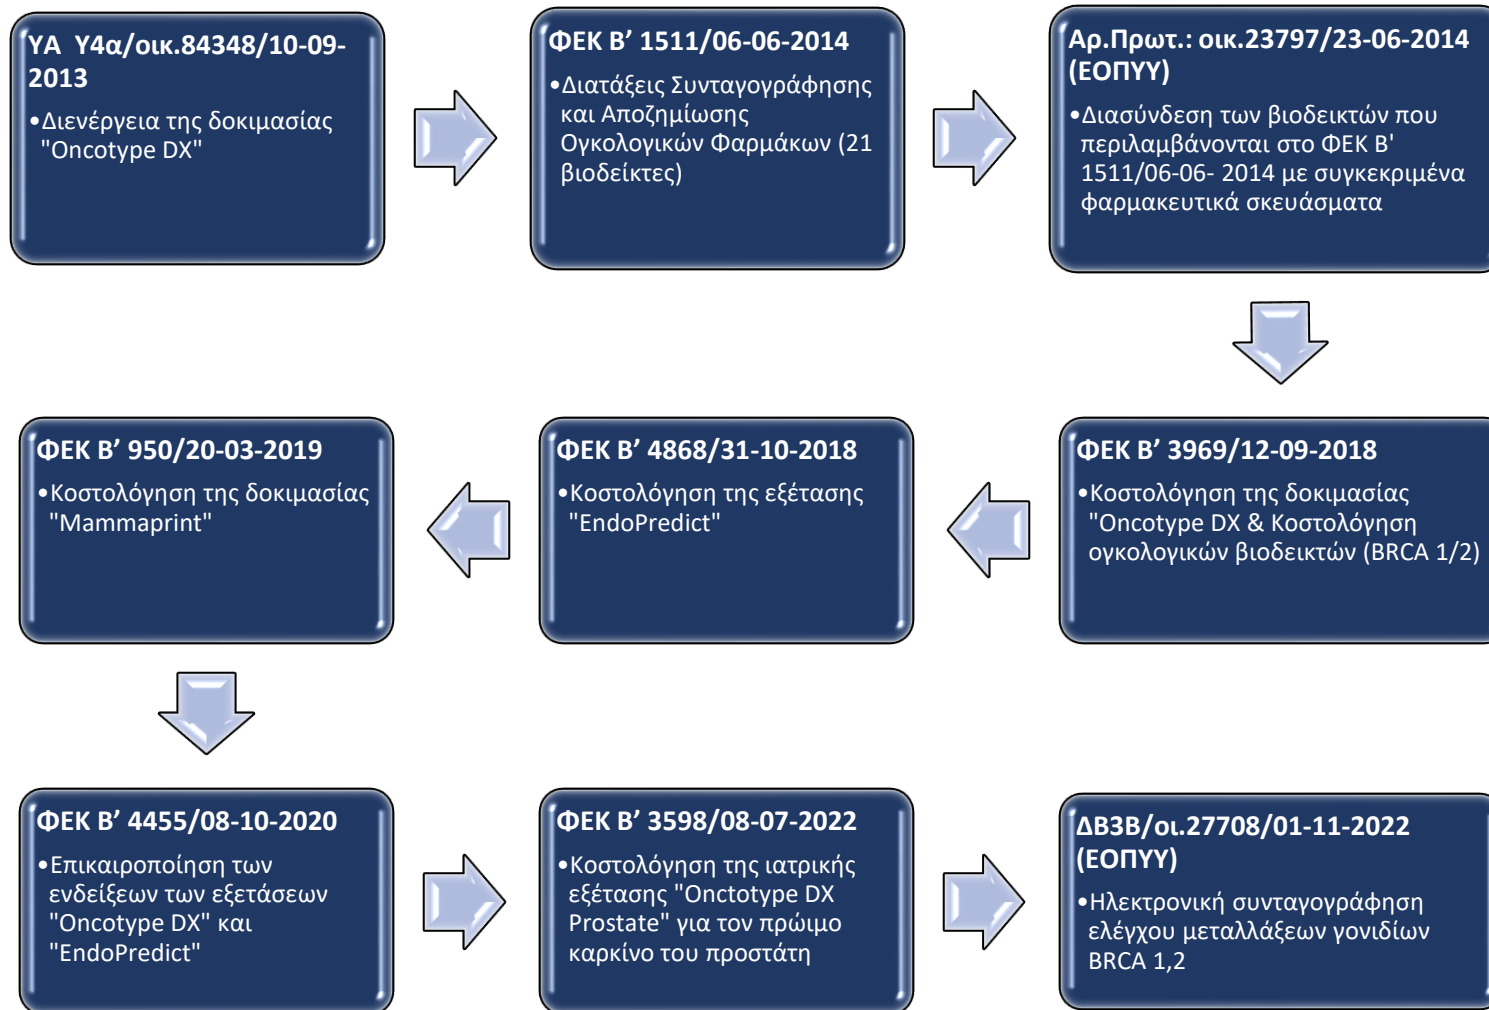 ΥΑ Υ4α/οικ.84348/10-09-
2013
•Διενέργεια της δοκιμασίας
"Oncotype DX"
ΦΕΚ Β’ 1511/06-06-2014
•Διατάξεις Συνταγογράφησης
και Αποζημίωσης
Ογκολογικών Φαρμάκων (21
βιοδείκτες)
Αρ.Πρωτ.: οικ.23797/23-06-2014
(ΕΟΠΥΥ)
•Διασύνδεση των βιοδεικτών που
περιλαμβάνονται στο ΦΕΚ Β'
1511/06-06- 2014 με συγκεκριμένα
φαρμακευτικά σκευάσματα
ΦΕΚ Β’ 3969/12-09-2018
•Κοστολόγηση της δοκιμασίας
"Oncotype DX & Κοστολόγηση
ογκολογικών βιοδεικτών (BRCA 1/2)
ΦΕΚ Β’ 4868/31-10-2018
•Κοστολόγηση της εξέτασης
"EndoPredict"
ΦΕΚ Β’ 950/20-03-2019
•Κοστολόγηση της δοκιμασίας
"Mammaprint"
ΦΕΚ Β’ 4455/08-10-2020
•Επικαιροποίηση των
ενδείξεων των εξετάσεων
"Oncotype DX" και
"EndoPredict"
ΦΕΚ Β’ 3598/08-07-2022
•Κοστολόγηση της ιατρικής
εξέτασης "Onctotype DX
Prostate" για τον πρώιμο
καρκίνο του προστάτη
ΔΒ3Β/οι.27708/01-11-2022
(ΕΟΠΥΥ)
•Ηλεκτρονική συνταγογράφηση
ελέγχου μεταλλάξεων γονιδίων
BRCA 1,2